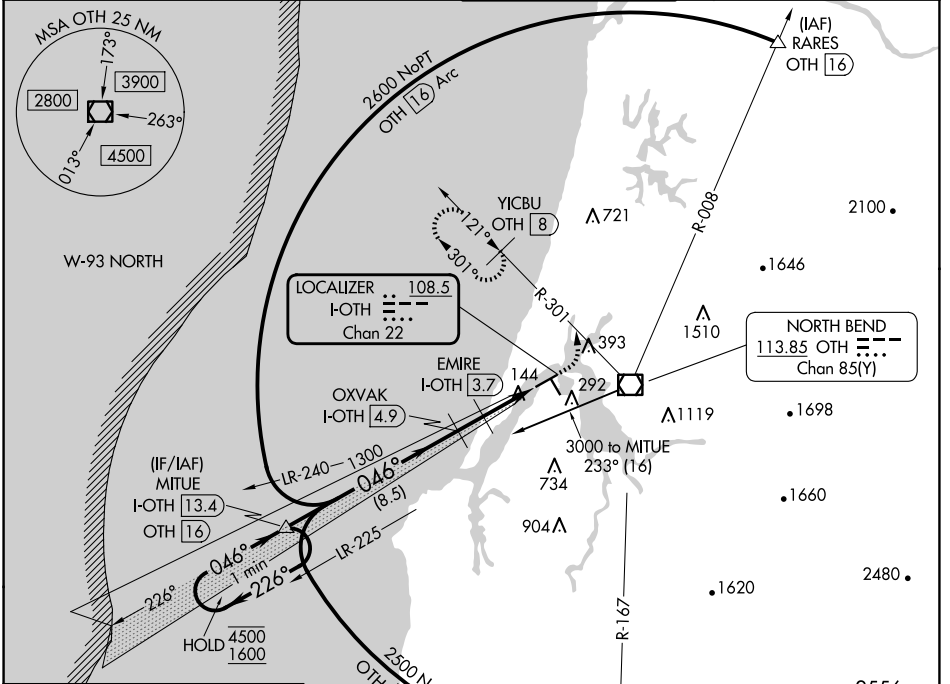 MSA OTH 25 NM
173°
3900
2800
263°
013°
4500
(IAF)
RARES
OTH 16
2600 NoPT
OTH 16 Arc
YICBU
OTH 8
121°
301°
721
2100
R-008
1646
W-93 NORTH
LOCALIZER 108.5
I-OTH
Chan 22
R-301
1510
NORTH BEND
113.85 OTH
Chan 85(Y)
393
EMIRE
I-OTH 3.7
144
292
OXVAK
I-OTH 4.9
1119
1698
3000 to MITUE
233° (16)
LR-240
1300
046°
(8.5)
734
(IF/IAF)
MITUE
I-OTH 13.4
OTH 16
1660
904
LR-225
046°
1 min
226°
226°
1620
2480
HOLD 4500
1600
R-167
2500 N